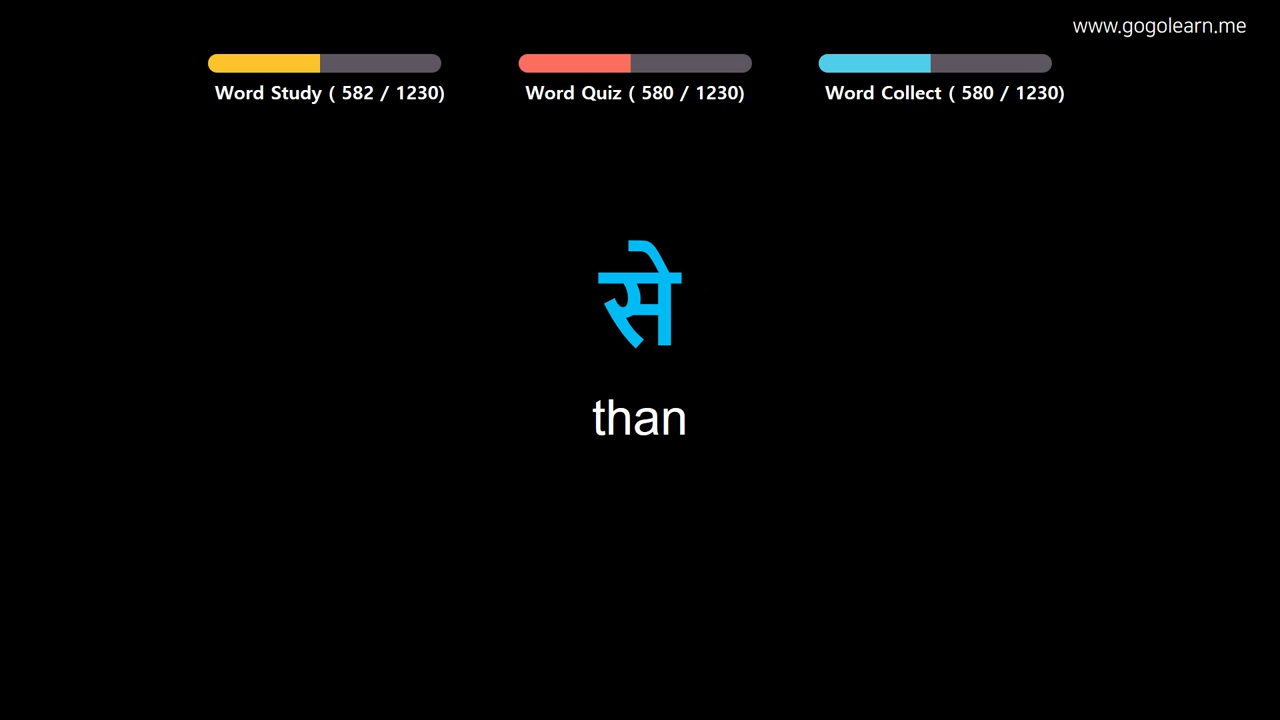 www.gogolearn.me
Word Study ( 582 / 1230)
Word Quiz ( 580 / 1230)
Word Collect ( 580 / 1230)
से
than